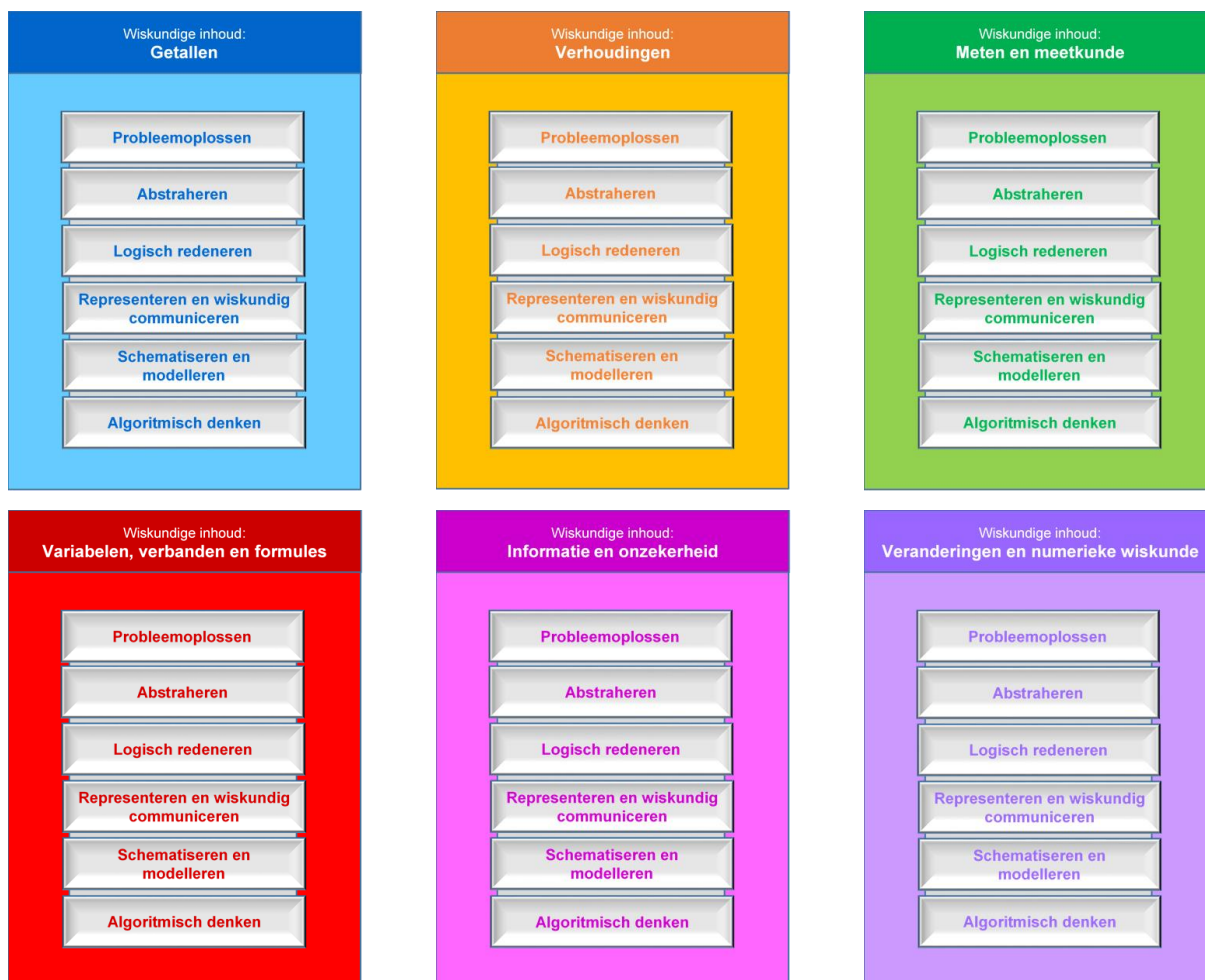 Wiskundige inhoud:
Getallen
Probleemoplossen
Abstraheren
Logisch redeneren
Representeren en wiskundig
communiceren
Schematiseren en
modelleren
Algoritmisch denken
Wiskundige inhoud:
Verhoudingen
Probleemoplossen
Abstraheren
Logisch redeneren
Representeren en wiskundig
communiceren
Schematiseren en
modelleren
Algoritmisch denken
Wiskundige inhoud:
Meten en meetkunde
Probleemoplossen
Abstraheren
Logisch redeneren
Representeren en wiskundig
communiceren
Schematiseren en
modelleren
Algoritmisch denken
Wiskundige inhoud:
Variabelen, verbanden en formules
Probleemoplossen
Abstraheren
Logisch redeneren
Representeren en wiskundig
communiceren
Schematiseren en
modelleren
Algoritmisch denken
Wiskundige inhoud:
Informatie en onzekerheid
Probleemoplossen
Abstraheren
Logisch redeneren
Representeren en wiskundig
communiceren
Schematiseren en
modelleren
Algoritmisch denken
Wiskundige inhoud:
Veranderingen en numerieke wiskunde
Probleemoplossen
Abstraheren
Logisch redeneren
Representeren en wiskundig
communiceren
Schematiseren en
modelleren
Algoritmisch denken